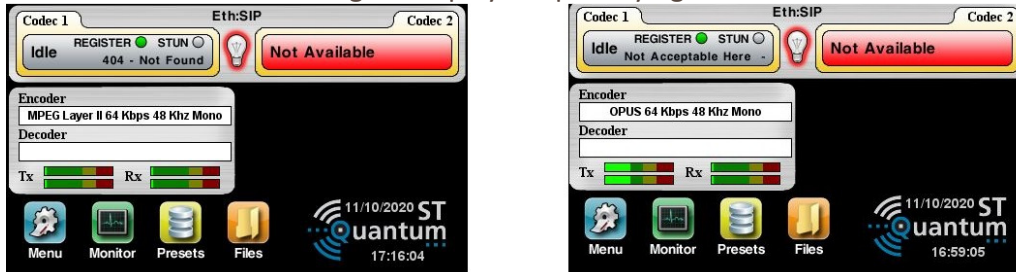 Codec 1 Eth:SIP Codec 2
Idle REGISTER STUN
404 - Not Found
Not Available
Encoder
MPEG Layer II 64 Kbps 48 Khz Mono
Decoder
Tx Rx
11/10/2020 ST
Quantum
17:16:04
Menu Monitor Presets Files
Codec 1 Eth:SIP Codec 2
Idle REGISTER STUN
Not Acceptable Here -
Not Available
Encoder
OPUS 64 Kbps 48 Khz Mono
Decoder
Tx Rx
11/10/2020 ST
Quantum
16:59:05
Menu Monitor Presets Files